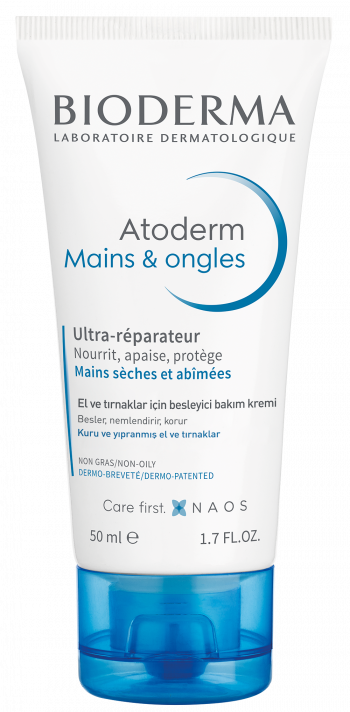 BIODERMA
LABORATOIRE DERMATOLOGIQUE
Atoderm
Mains & ongles
Ultra-réparateur
Nourrit, apaise, protège
Mains sèches et abîmées
El ve tırnaklar için besleyici bakım kremi
Besler, nemlendirir, korur
Kuru ve yıpranmış el ve tırnaklar
NON GRAS/NON-OILY
DERMO-BREVETÉ/DERMO-PATENTED
Care first. NAOS
50 ml e 1.7 FL.OZ.